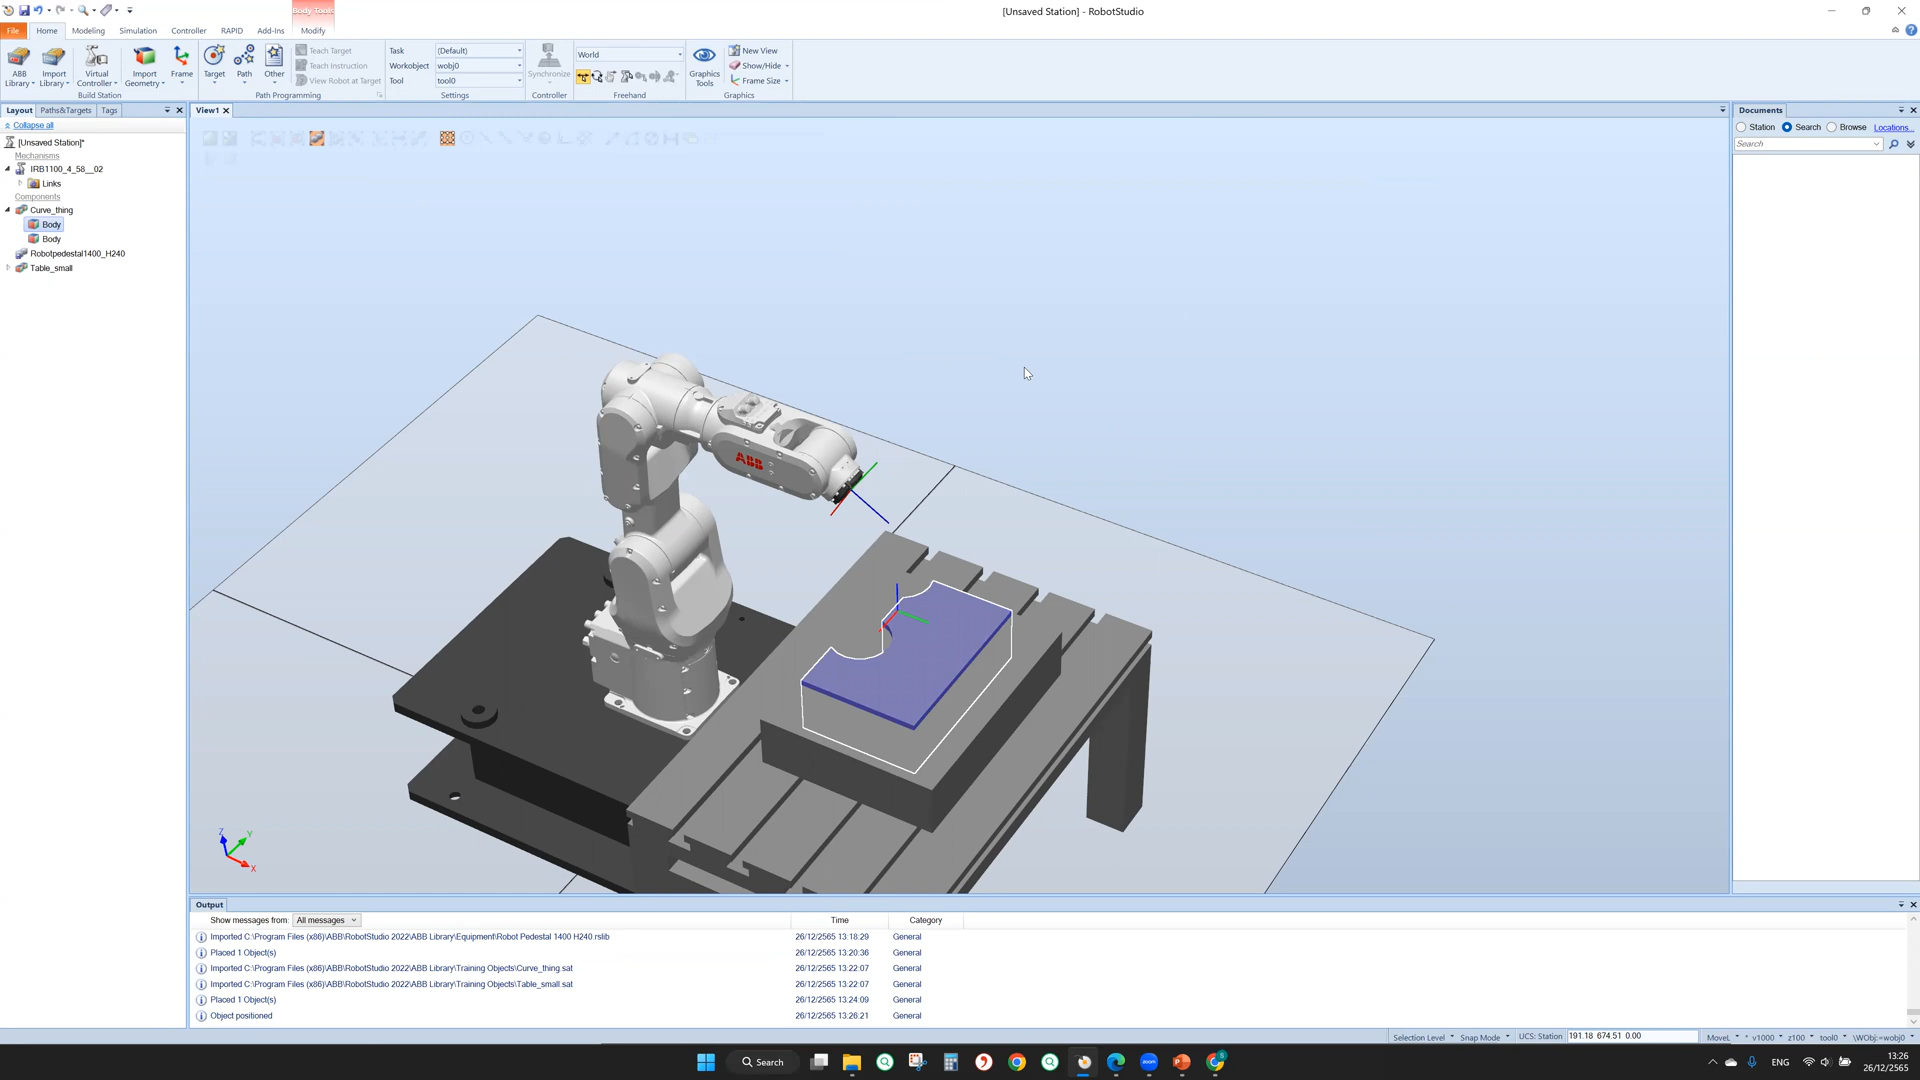 Body Tools
[Unsaved Station] - RobotStudio
File Home Modeling Simulation Controller RAPID Add-Ins Modify
ABB Library
Import Library
Virtual Controller
Import Geometry
Frame
Build Station
Target
Path
Other
Teach Target
Teach Instruction
View Robot at Target
Path Programming
Task (Default)
Workobject wobj0
Tool tool0
Settings
Synchronize
Controller
World
Freehand
Graphics Tools
New View
Show/Hide
Frame Size
Graphics
Layout Paths&Targets Tags
Collapse all
[Unsaved Station]*
Mechanisms
IRB1100_4_58__02
Links
Components
Curve_thing
Body
Body
Robotpedestal1400_H240
Table_small
View1
ABB
Z Y
X
Documents
Station Search Browse Locations...
Search
Output
Show messages from: All messages Time Category
Imported C:\Program Files (x86)\ABB\RobotStudio 2022\ABB Library\Equipment\Robot Pedestal 1400 H240.rslib 26/12/2565 13:18:29 General
Placed 1 Object(s) 26/12/2565 13:20:36 General
Imported C:\Program Files (x86)\ABB\RobotStudio 2022\ABB Library\Training Objects\Curve_thing.sat 26/12/2565 13:22:07 General
Imported C:\Program Files (x86)\ABB\RobotStudio 2022\ABB Library\Training Objects\Table_small.sat 26/12/2565 13:22:07 General
Placed 1 Object(s) 26/12/2565 13:24:09 General
Object positioned 26/12/2565 13:26:21 General
Selection Level Snap Mode UCS: Station 191.18 674.51 0.00 MoveL * v1000 z100 tool0 \WObj:=wobj0
Search
zoom
ENG
13:26
26/12/2565